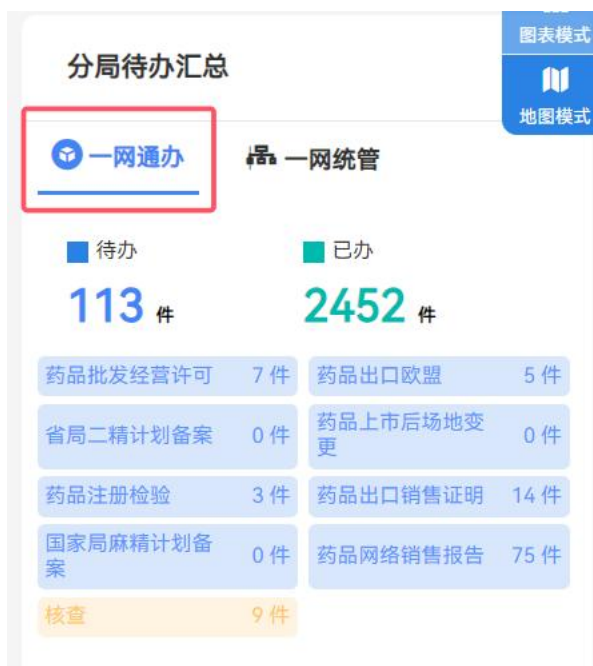 图表模式
分局待办汇总
地图模式
一网通办
一网统管
待办
已办
113 件
2452 件
药品批发经营许可 7 件
药品出口欧盟 5 件
省局二精计划备案 0 件
药品上市后场地变
更 0 件
药品注册检验 3 件
药品出口销售证明 14 件
国家局麻精计划备
案 0 件
药品网络销售报告 75 件
核查 9 件